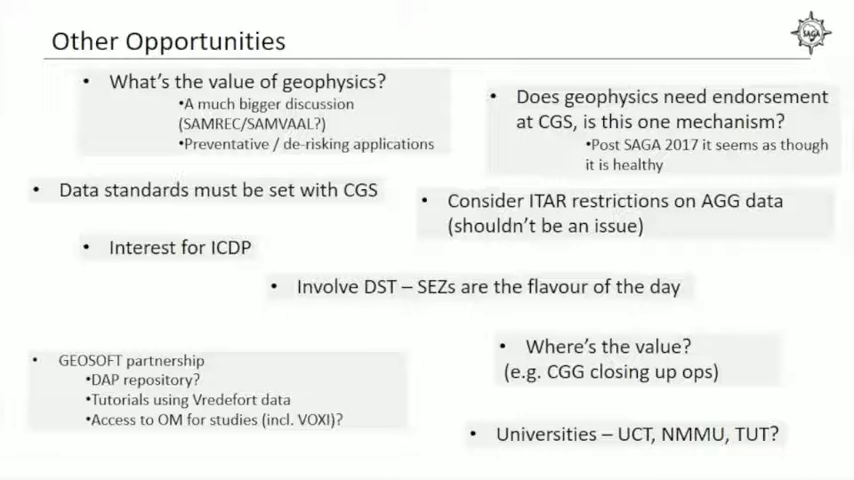 Other Opportunities
SAGA
• What's the value of geophysics?
•A much bigger discussion
(SAMREC/SAMVAAL?)
•Preventative / de-risking applications
• Does geophysics need endorsement
at CGS, is this one mechanism?
•Post SAGA 2017 it seems as though
it is healthy
• Data standards must be set with CGS
• Consider ITAR restrictions on AGG data
(shouldn't be an issue)
• Interest for ICDP
• Involve DST – SEZs are the flavour of the day
• Where's the value?
(e.g. CGG closing up ops)
• GEOSOFT partnership
•DAP repository?
•Tutorials using Vredefort data
•Access to OM for studies (incl. VOXI)?
• Universities – UCT, NMMU, TUT?